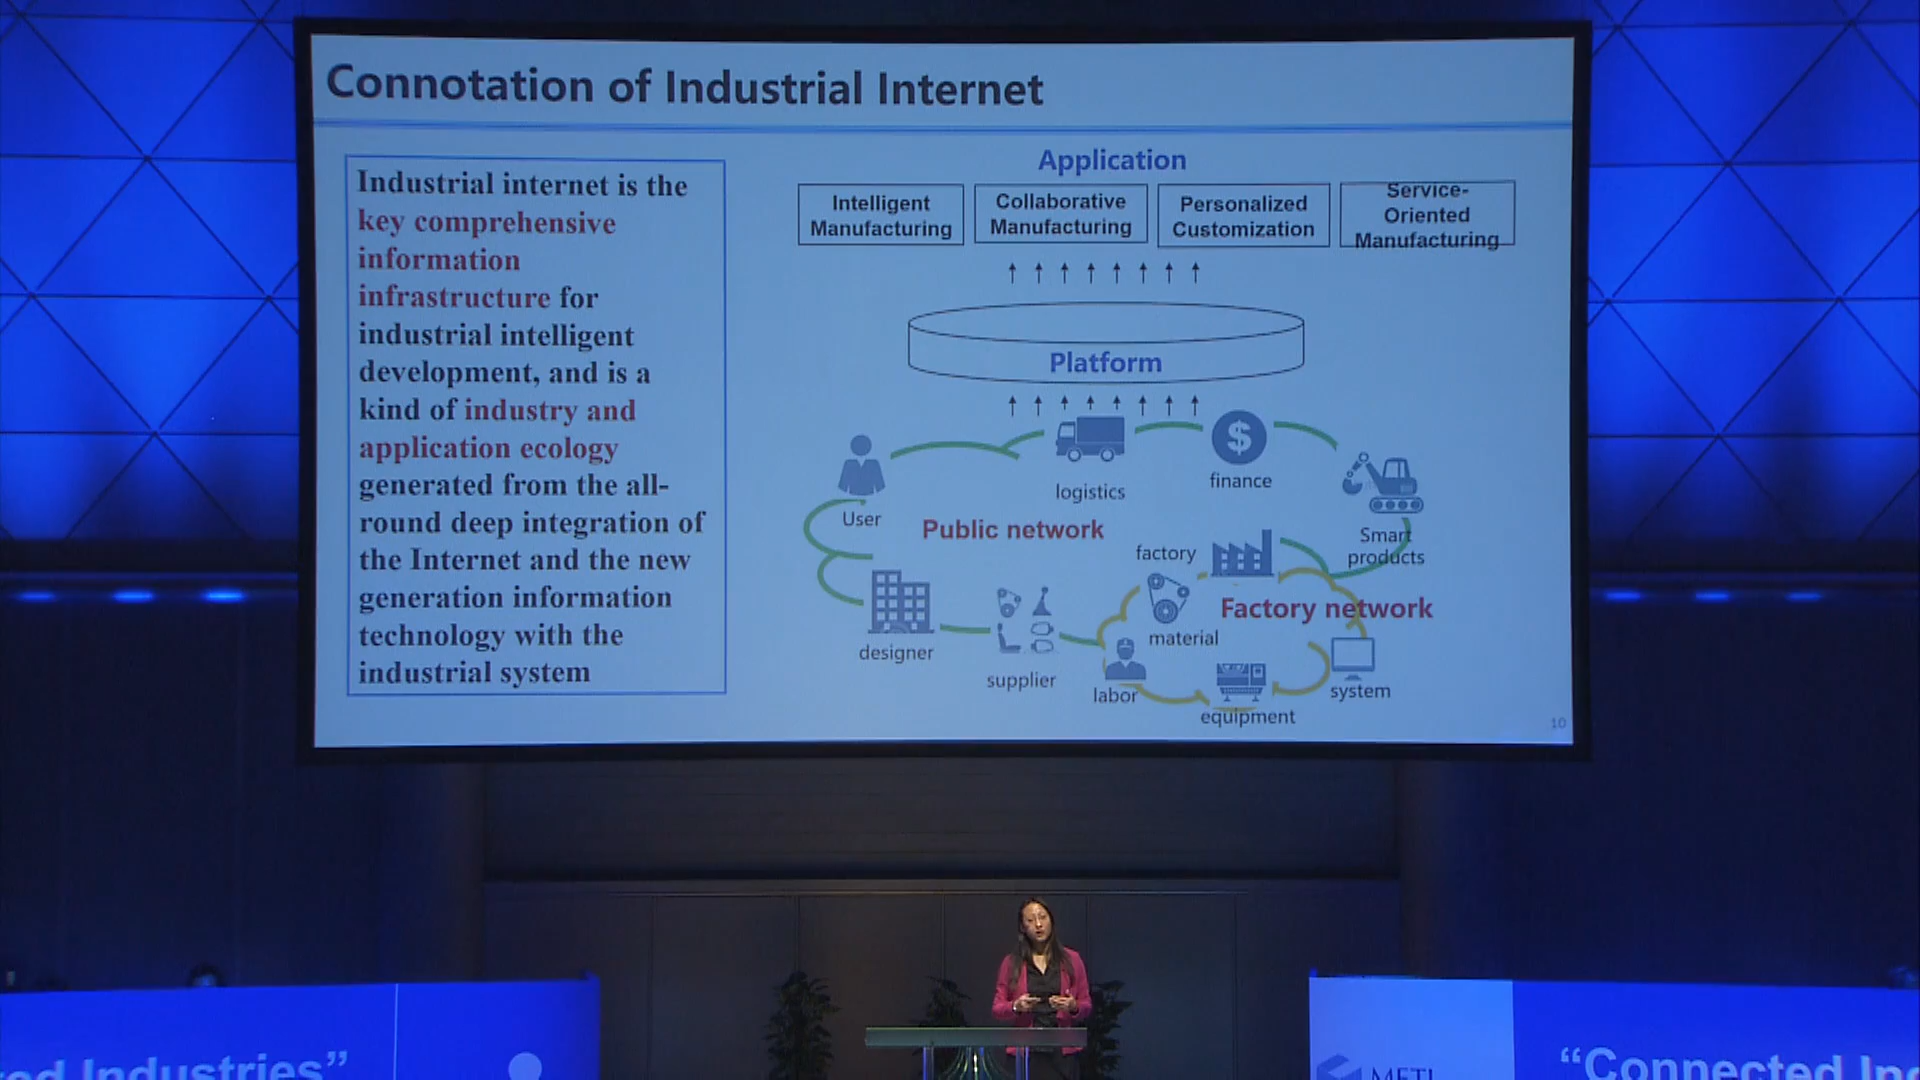 Connotation of Industrial Internet
Industrial internet is the
key comprehensive
information
infrastructure for
industrial intelligent
development, and is a
kind of industry and
application ecology
generated from the all-
round deep integration of
the Internet and the new
generation information
technology with the
industrial system
Application
Intelligent
Manufacturing
Collaborative
Manufacturing
Personalized
Customization
Service-
Oriented
Manufacturing
Platform
User
logistics
finance
Smart
products
Public network
factory
Factory network
material
designer
supplier
labor
equipment
system
10
Industries”
METI
“Connected